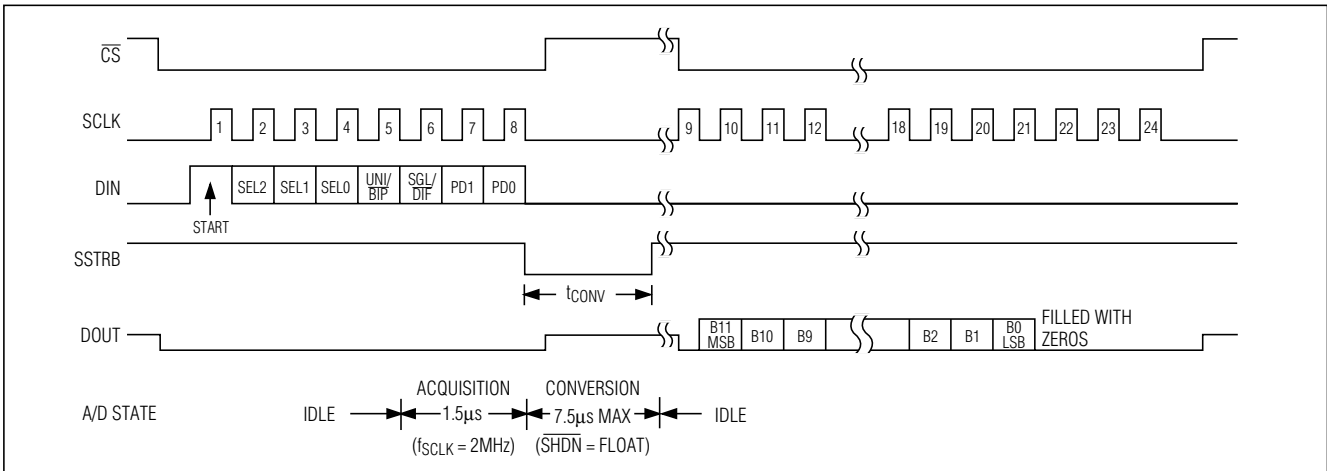 CS
SCLK 1 2 3 4 5 6 7 8 9 10 11 12 18 19 20 21 22 23 24
DIN SEL2 SEL1 SEL0 UNI/ SGL/ PD1 PD0
BIP DIF
START
SSTRB
tCONV
DOUT B11 B10 B9 B2 B1 B0 FILLED WITH
MSB LSB ZEROS
ACQUISITION CONVERSION
A/D STATE IDLE 1.5µs 7.5µs MAX IDLE
(fSCLK = 2MHz) (SHDN = FLOAT)